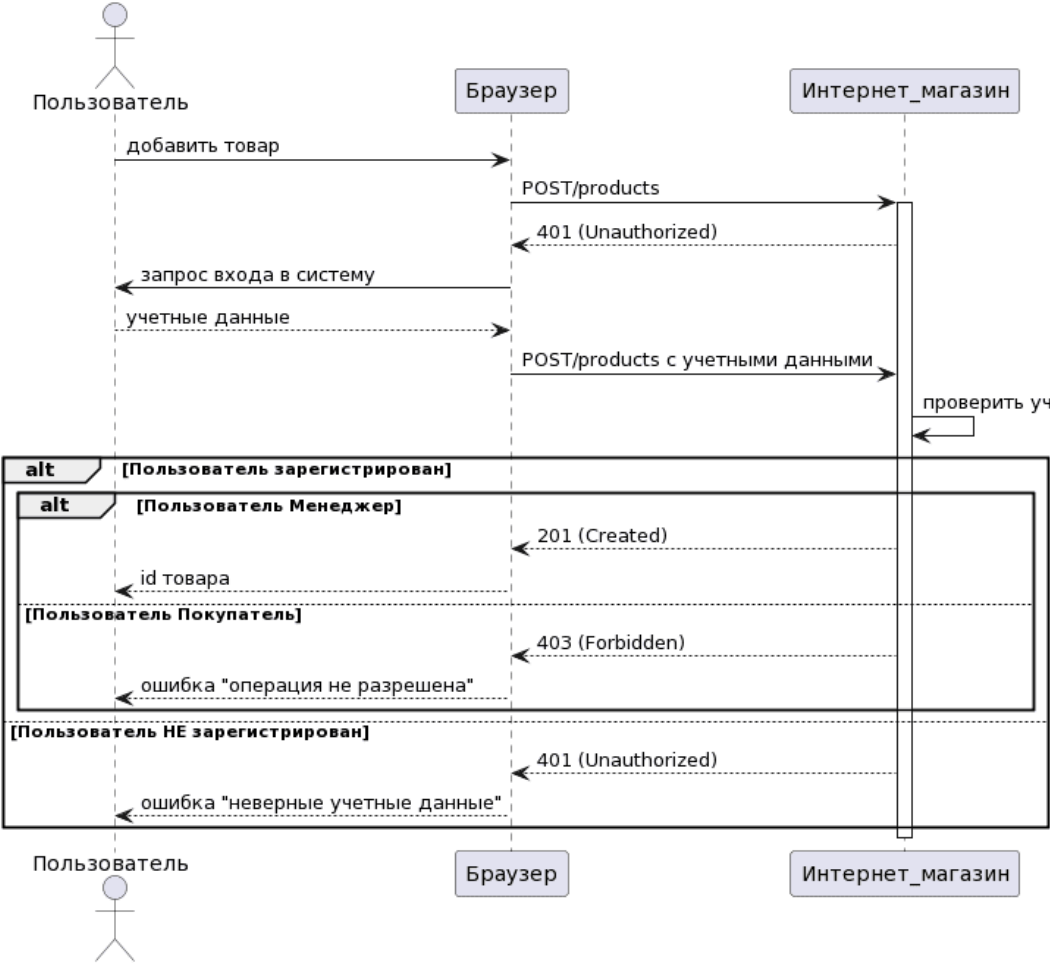 Пользователь
Браузер
Интернет_магазин
добавить товар
POST/products
401 (Unauthorized)
запрос входа в систему
учетные данные
POST/products с учетными данными
проверить уч
alt [Пользователь зарегистрирован]
alt [Пользователь Менеджер]
201 (Created)
id товара
[Пользователь Покупатель]
403 (Forbidden)
ошибка "операция не разрешена"
[Пользователь НЕ зарегистрирован]
401 (Unauthorized)
ошибка "неверные учетные данные"
Пользователь
Браузер
Интернет_магазин